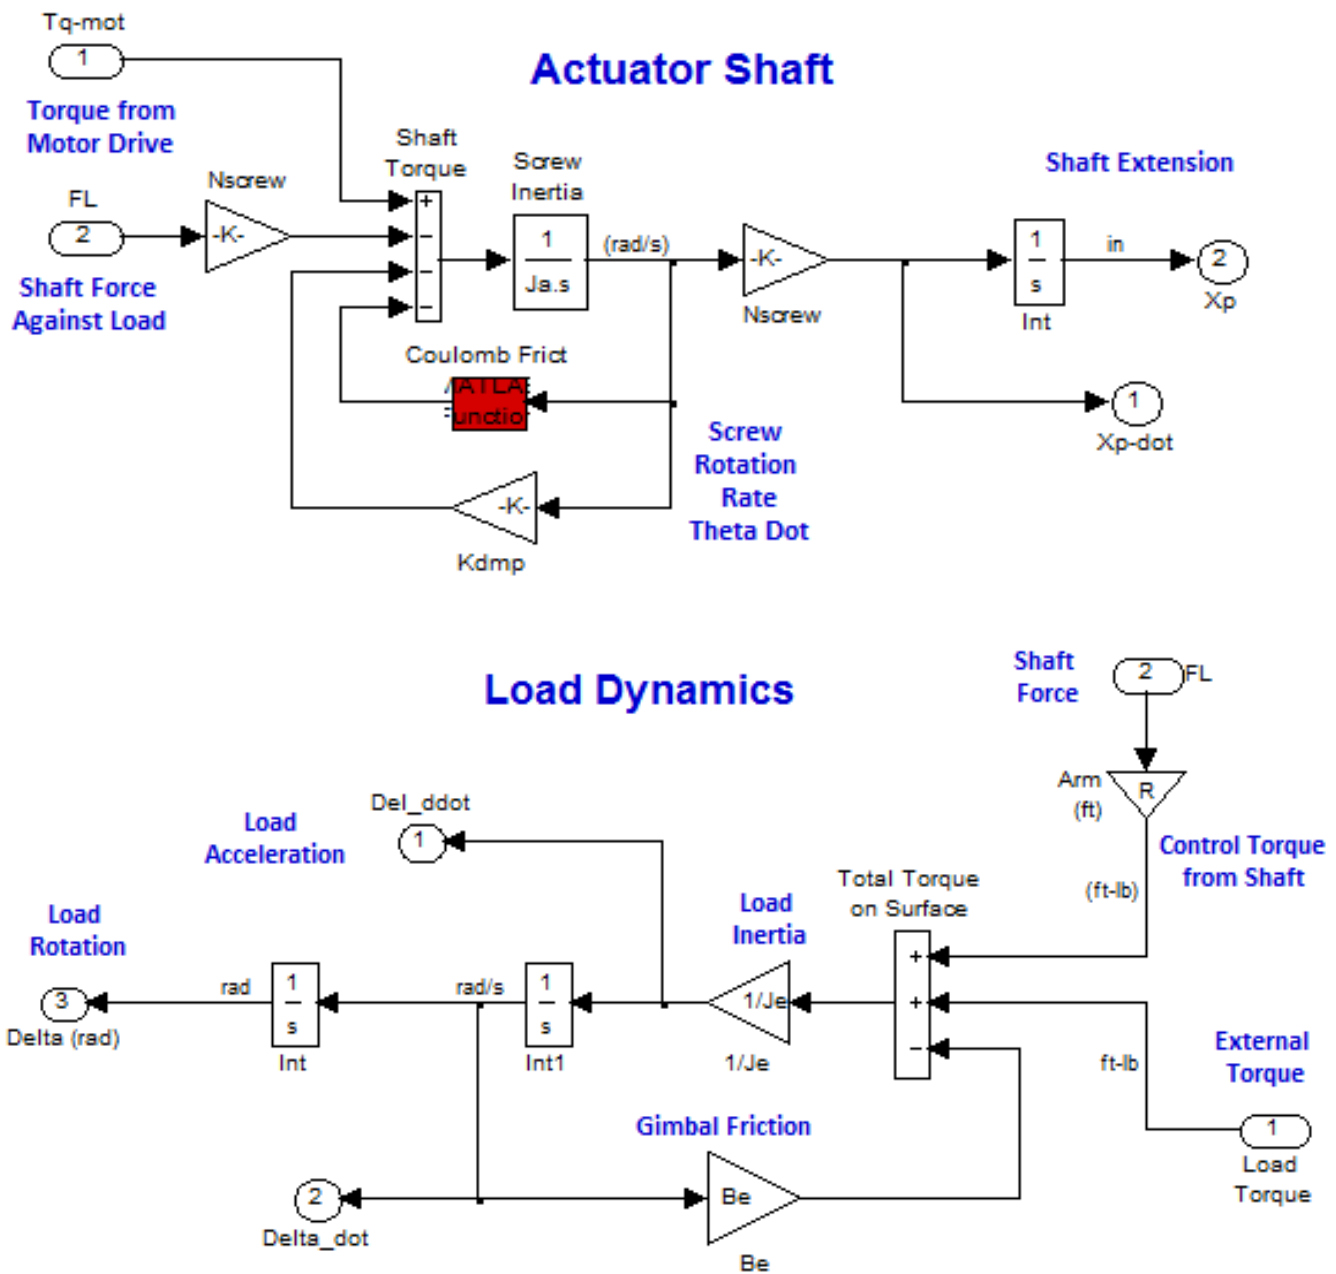 Tq-mot
1
Actuator Shaft
Torque from
Motor Drive
Shaft
Torque
Screw
Inertia
Shaft Extension
Nscrew
FL
2
-K-
+
−
−
−
1
Ja.s
(rad/s)
-K-
Nscrew
1
s
Int
in
2
Xp
Shaft Force
Against Load
Coulomb Frict
ATLA
unctio
1
Xp-dot
Screw
Rotation
Rate
Theta Dot
-K-
Kdmp
Load Dynamics
Shaft
Force
2
FL
Arm
(ft)
R
Del_ddot
1
Load
Acceleration
Control Torque
from Shaft
Total Torque
on Surface
(ft-lb)
Load
Inertia
Load
Rotation
+
+
−
3
Delta (rad)
rad
1
s
Int
rad/s
1
s
Int1
1/Je
1/Je
ft-lb
External
Torque
1
Load
Torque
Gimbal Friction
2
Delta_dot
Be
Be